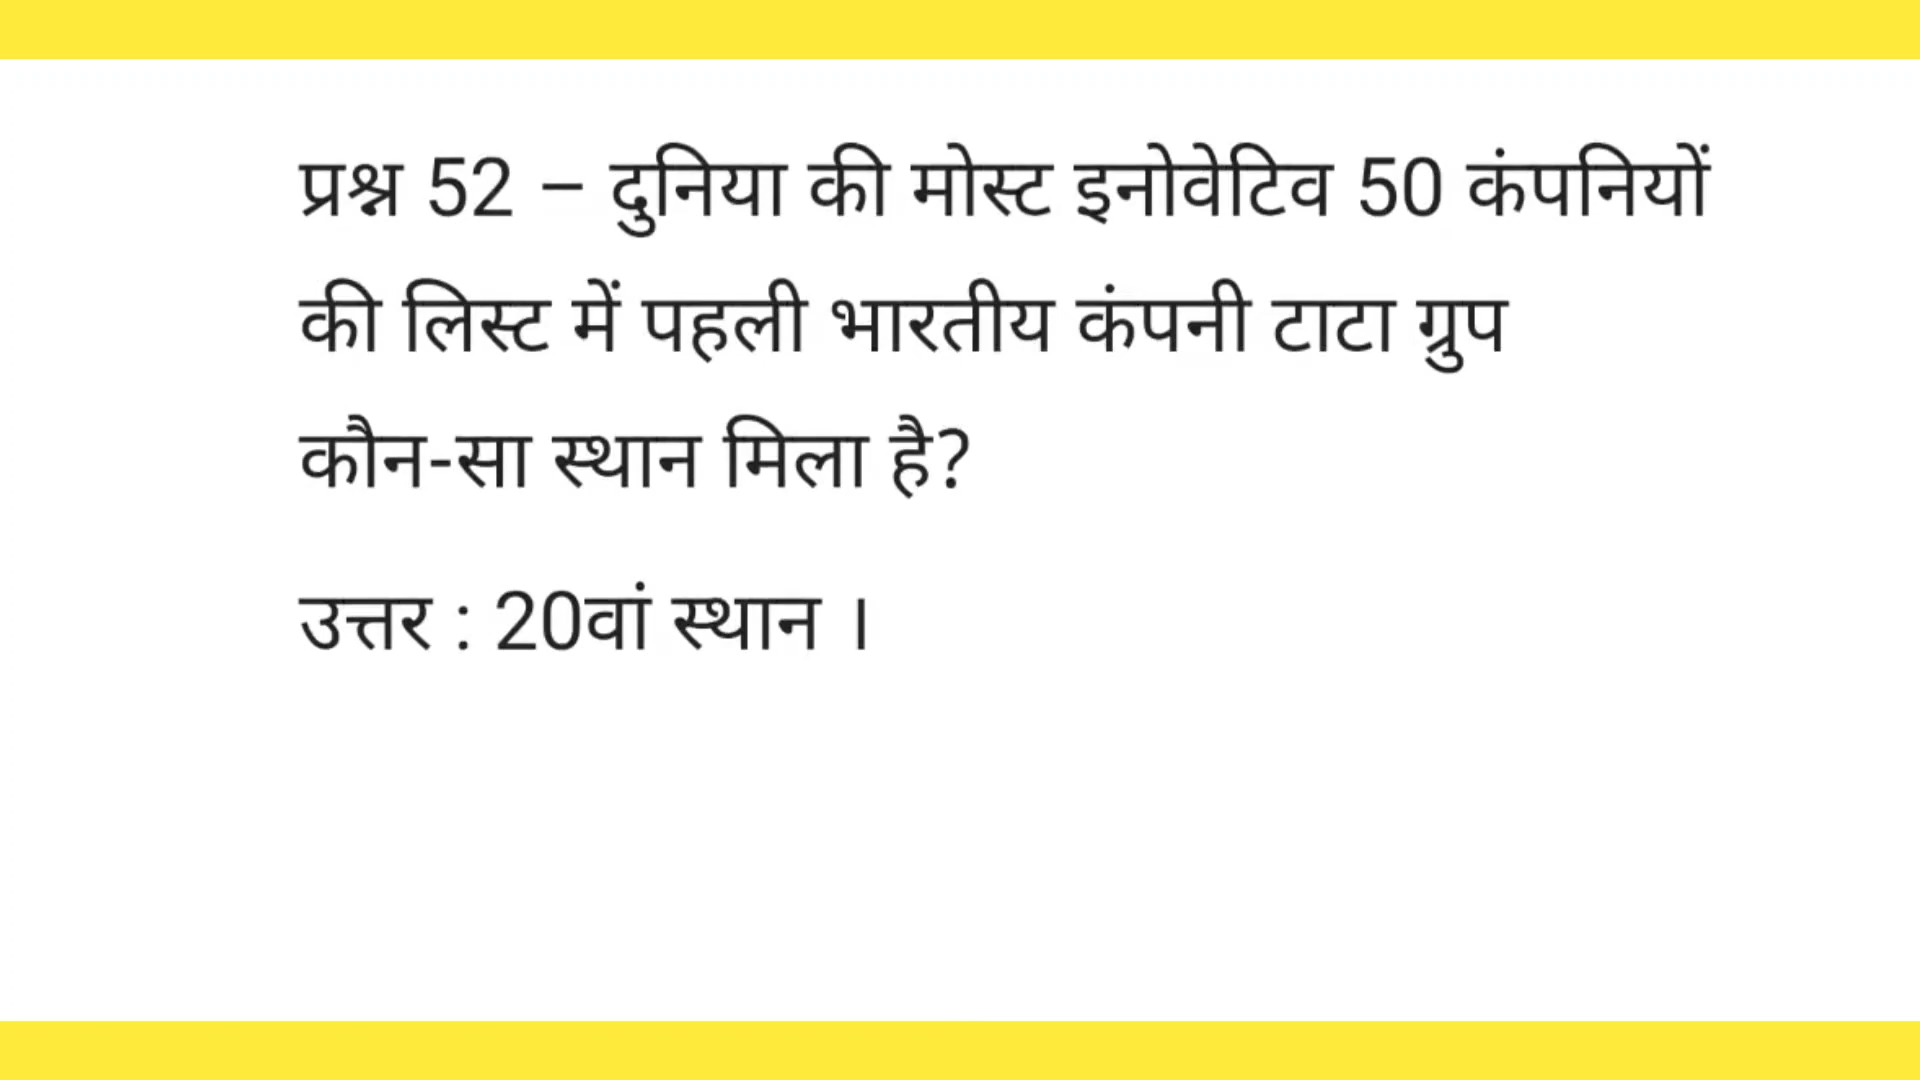 प्रश्न 52 – दुनिया की मोस्ट इनोवेटिव 50 कंपनियों
की लिस्ट में पहली भारतीय कंपनी टाटा ग्रुप
कौन-सा स्थान मिला है?
उत्तर : 20वां स्थान ।